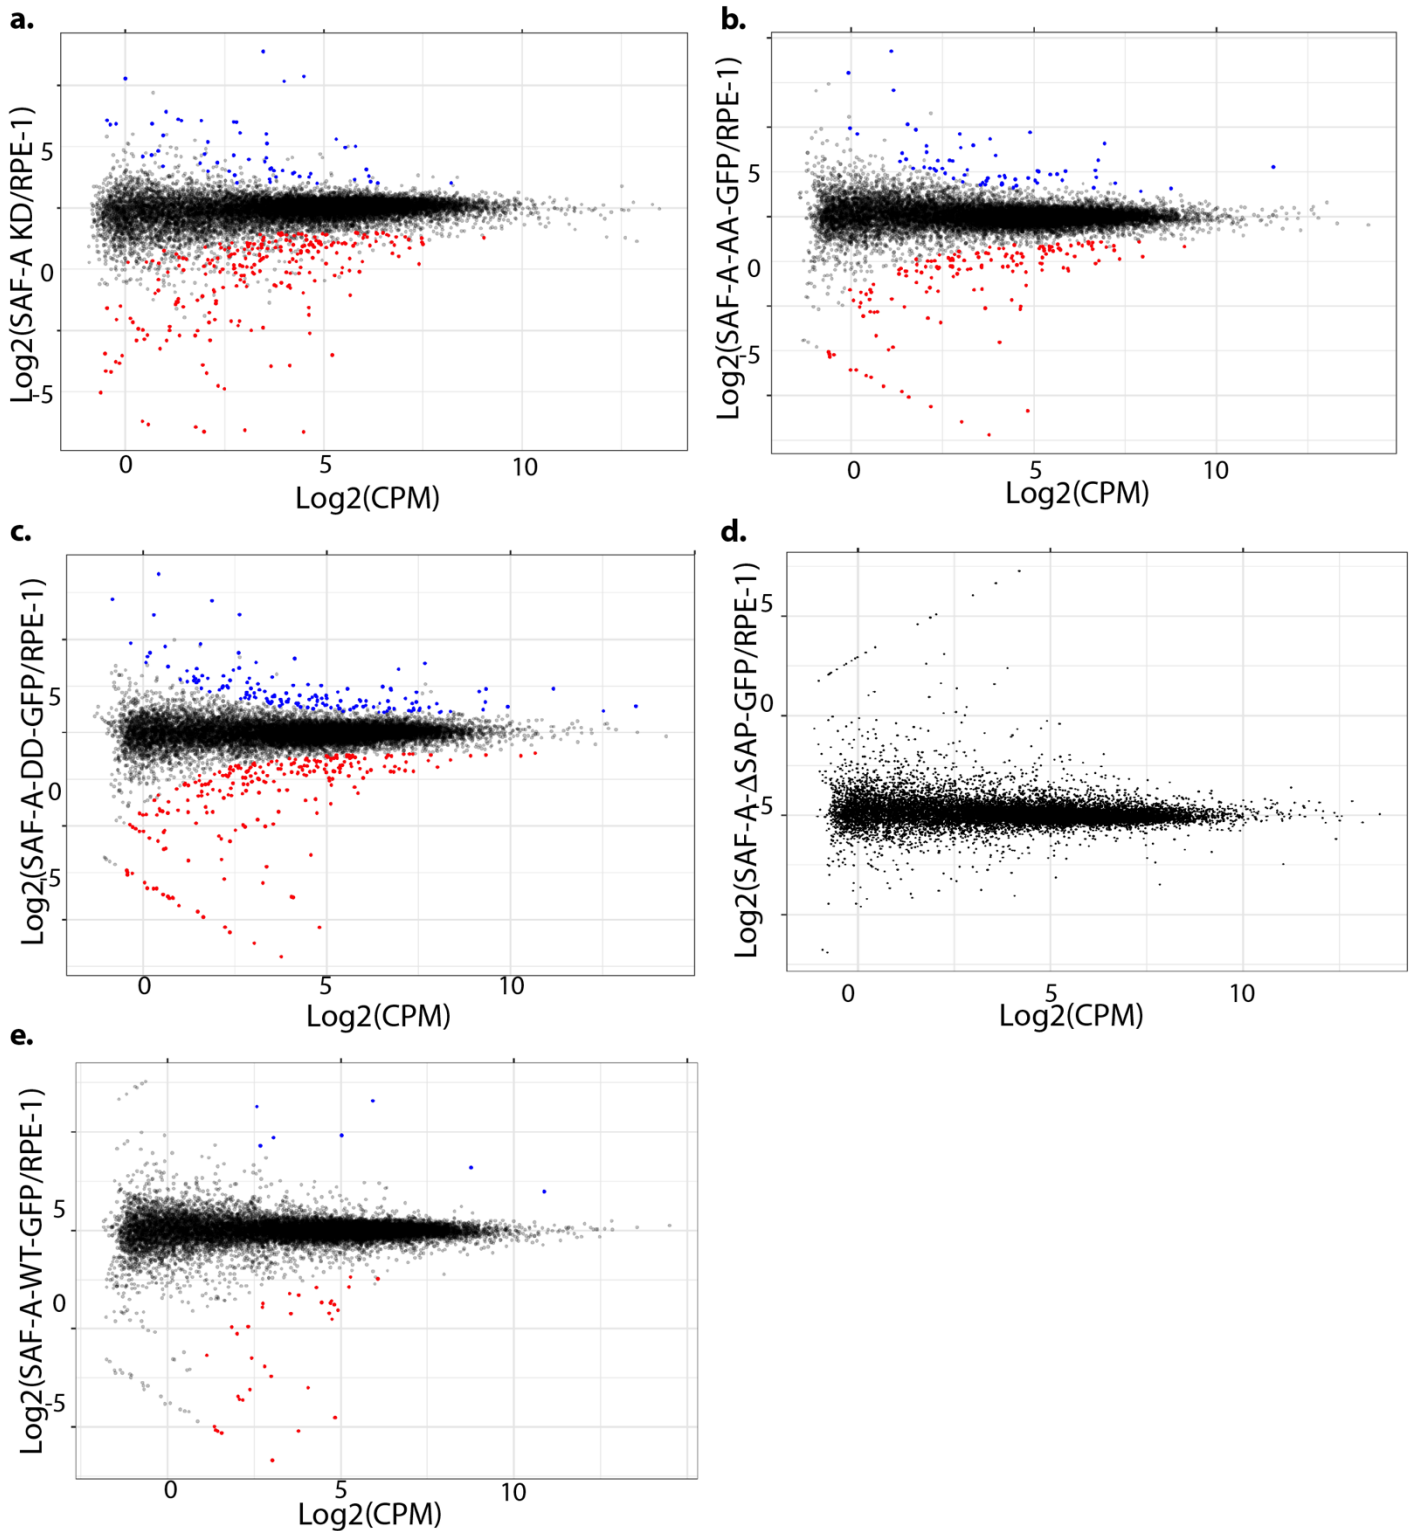 a.
Log2(SAF-A KD/RPE-1)
5
0
-5
0 5 10
Log2(CPM)
b.
Log2(SAF-A-AA-GFP/RPE-1)
5
0
-5
0 5 10
Log2(CPM)
c.
Log2(SAF-A-DD-GFP/RPE-1)
5
0
-5
0 5 10
Log2(CPM)
d.
Log2(SAF-A-ΔSAP-GFP/RPE-1)
5
0
-5
0 5 10
Log2(CPM)
e.
Log2(SAF-A-WT-GFP/RPE-1)
5
0
-5
0 5 10
Log2(CPM)